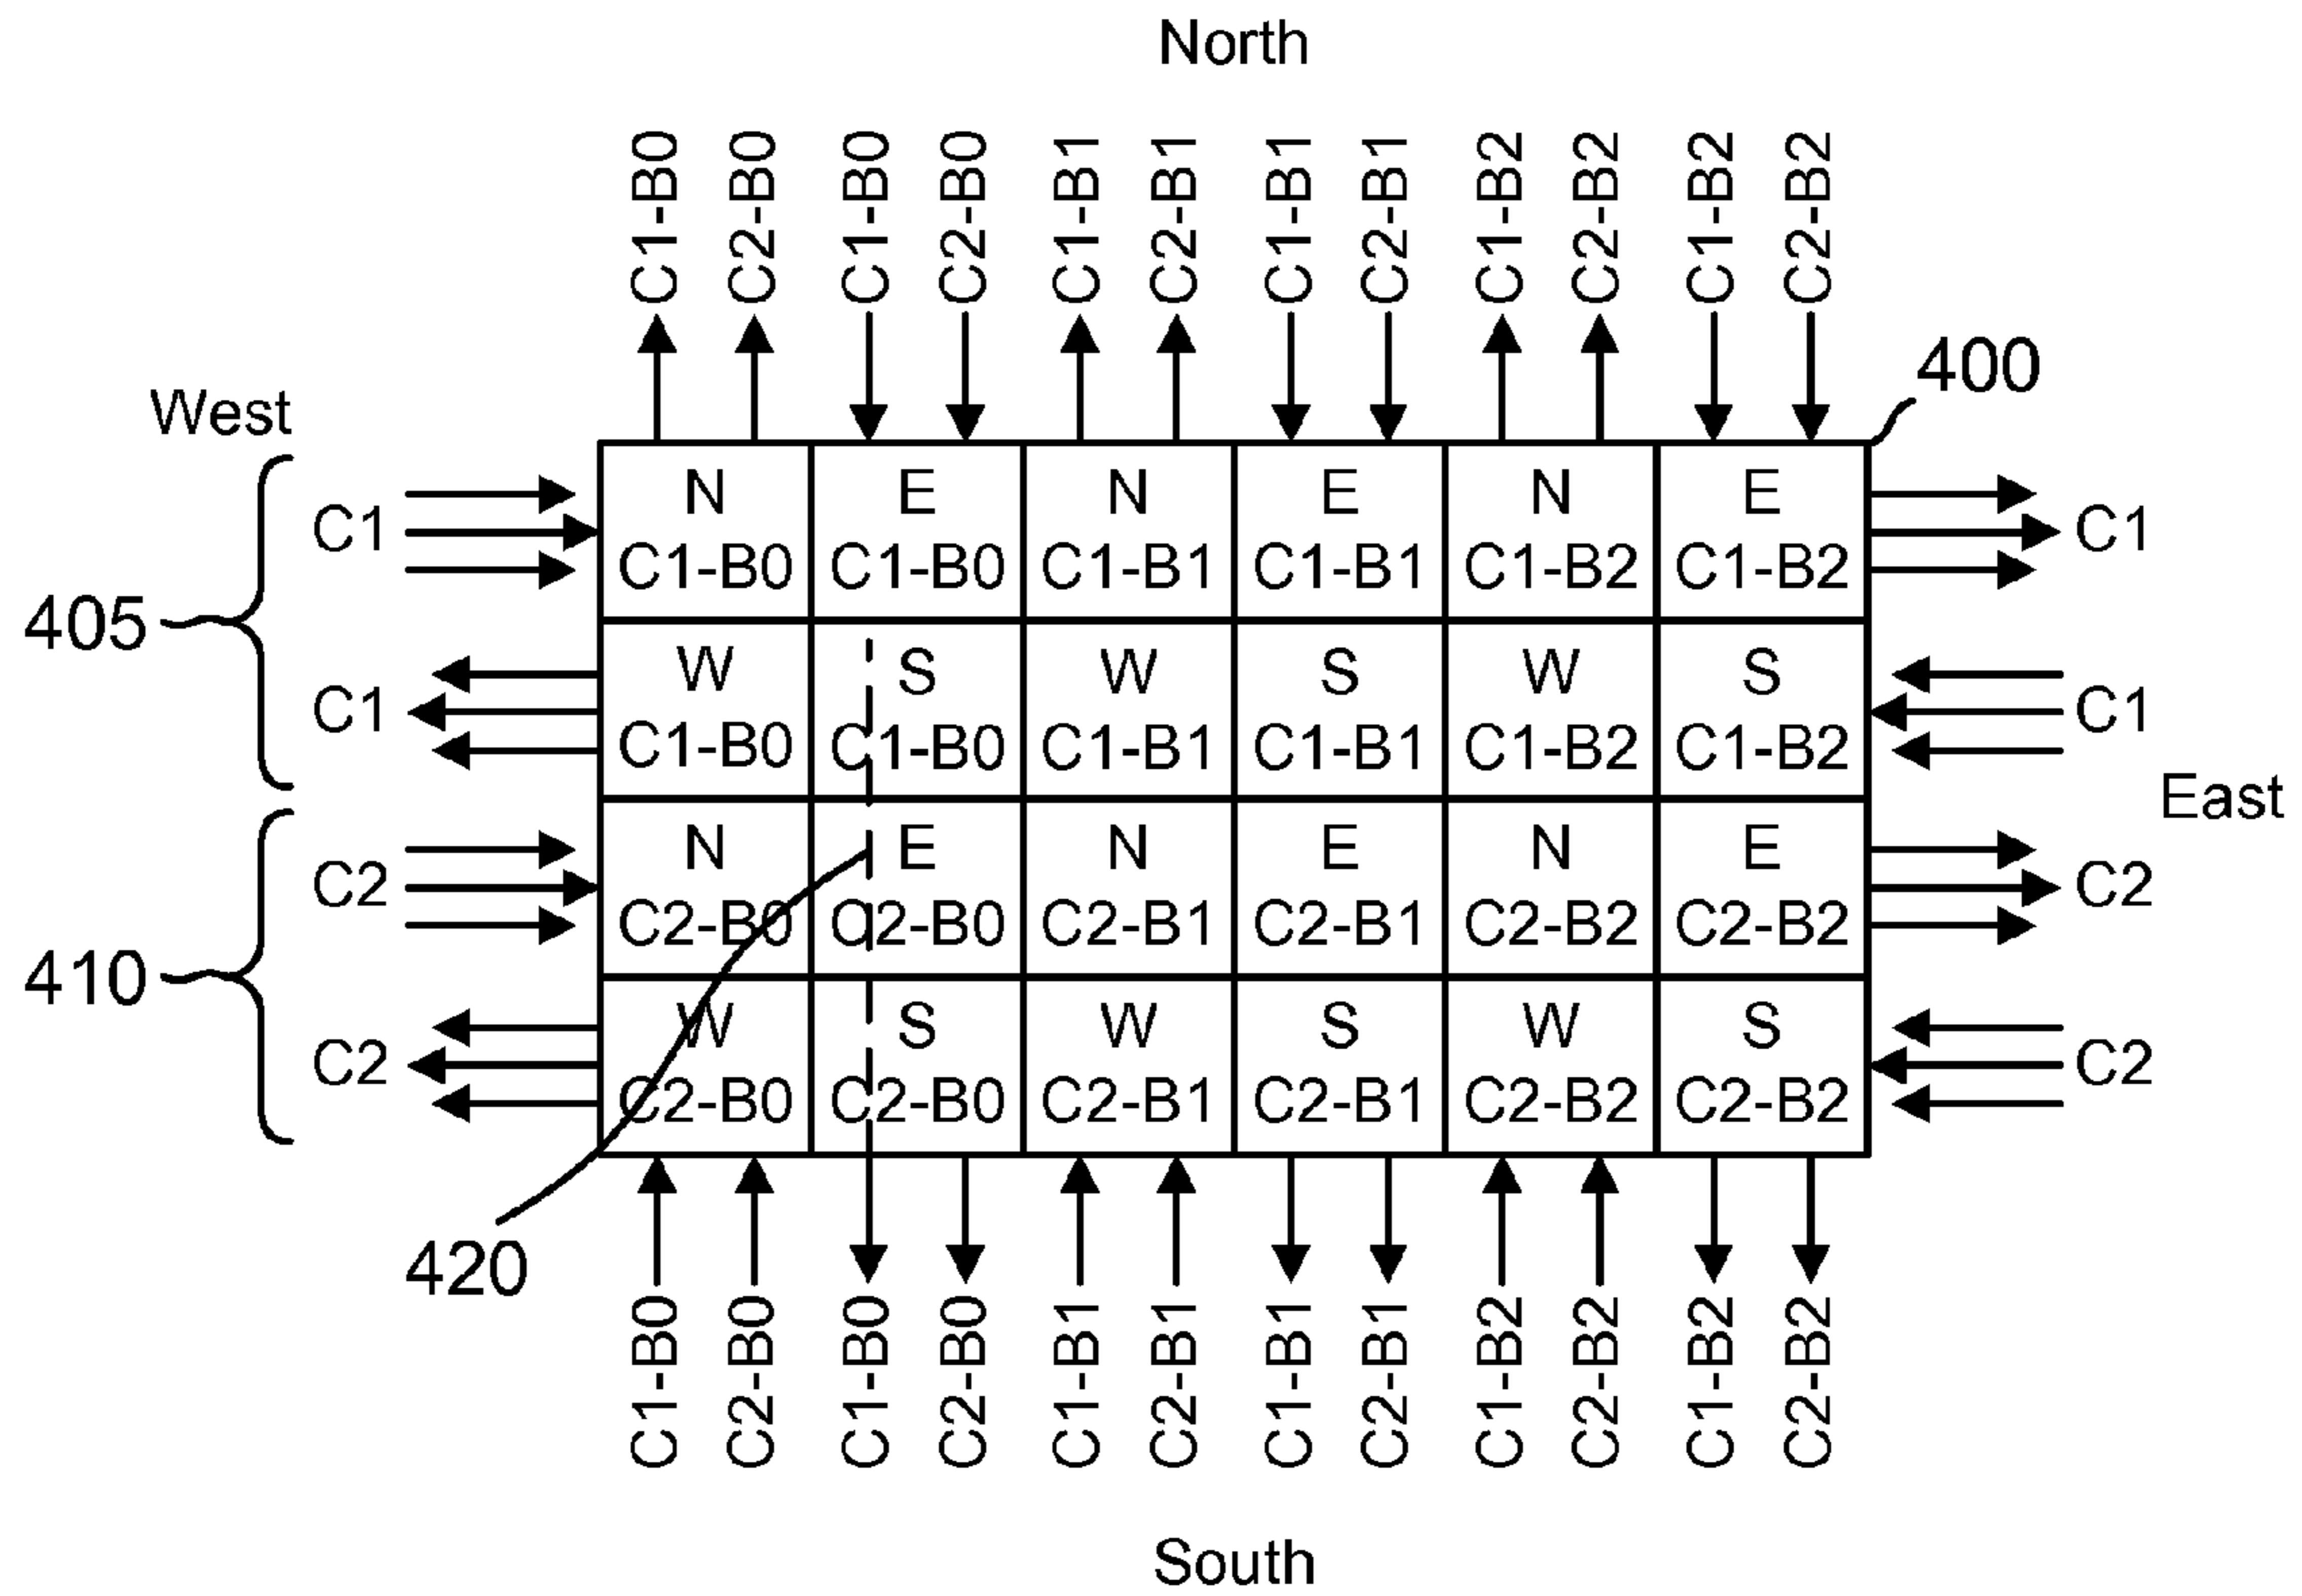 North
C1-B0 C2-B0 C1-B0 C2-B0 C1-B1 C2-B1 C1-B1 C2-B1 C1-B2 C2-B2 C1-B2 C2-B2
400
West
N E N E N E
C1 C1-B0 C1-B0 C1-B1 C1-B1 C1-B2 C1-B2 C1
405
W S W S W S
C1 C1-B0 C1-B0 C1-B1 C1-B1 C1-B2 C1-B2 C1
East
N E N E N E
C2 C2-B0 C2-B0 C2-B1 C2-B1 C2-B2 C2-B2 C2
410
W S W S W S
C2 C2-B0 C2-B0 C2-B1 C2-B1 C2-B2 C2-B2 C2
420
C1-B0 C2-B0 C1-B0 C2-B0 C1-B1 C2-B1 C1-B1 C2-B1 C1-B2 C2-B2 C1-B2 C2-B2
South